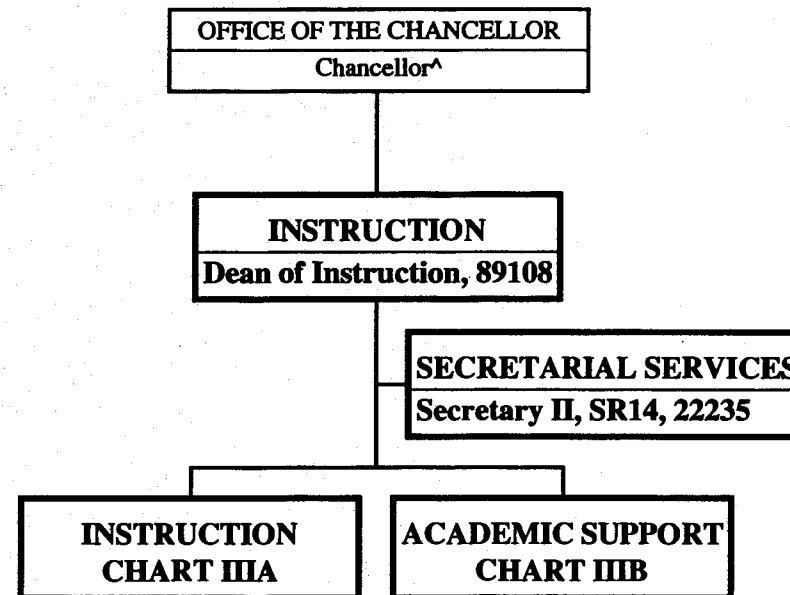 OFFICE OF THE CHANCELLOR
Chancellor^
INSTRUCTION
Dean of Instruction, 89108
SECRETARIAL SERVICES
Secretary II, SR14, 22235
INSTRUCTION
CHART IIIA
ACADEMIC SUPPORT
CHART IIIB